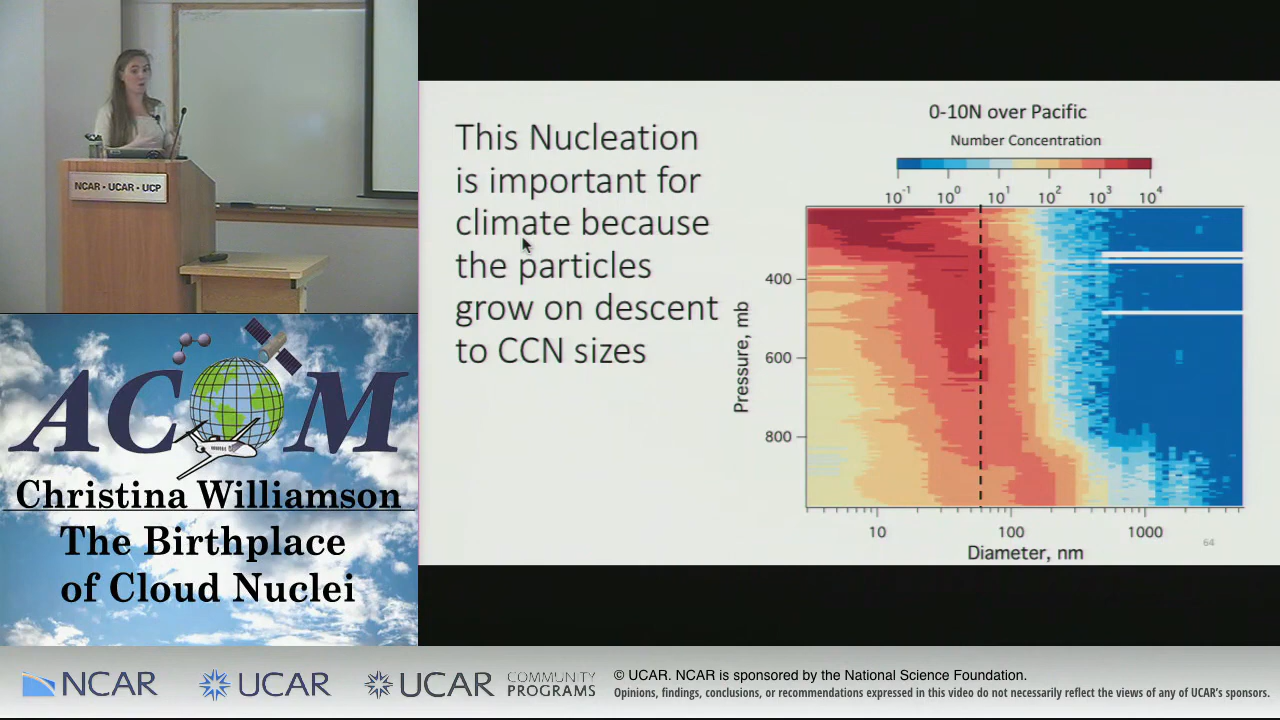 NCAR • UCAR • UCP
ACOM
Christina Williamson
The Birthplace
of Cloud Nuclei
This Nucleation
is important for
climate because
the particles
grow on descent
to CCN sizes
0-10N over Pacific
Number Concentration
10⁻¹ 10⁰ 10¹ 10² 10³ 10⁴
Pressure, mb
400
600
800
10 100 1000
Diameter, nm
64
NCAR
UCAR
UCAR
COMMUNITY
PROGRAMS
© UCAR. NCAR is sponsored by the National Science Foundation.
Opinions, findings, conclusions, or recommendations expressed in this video do not necessarily reflect the views of any of UCAR's sponsors.